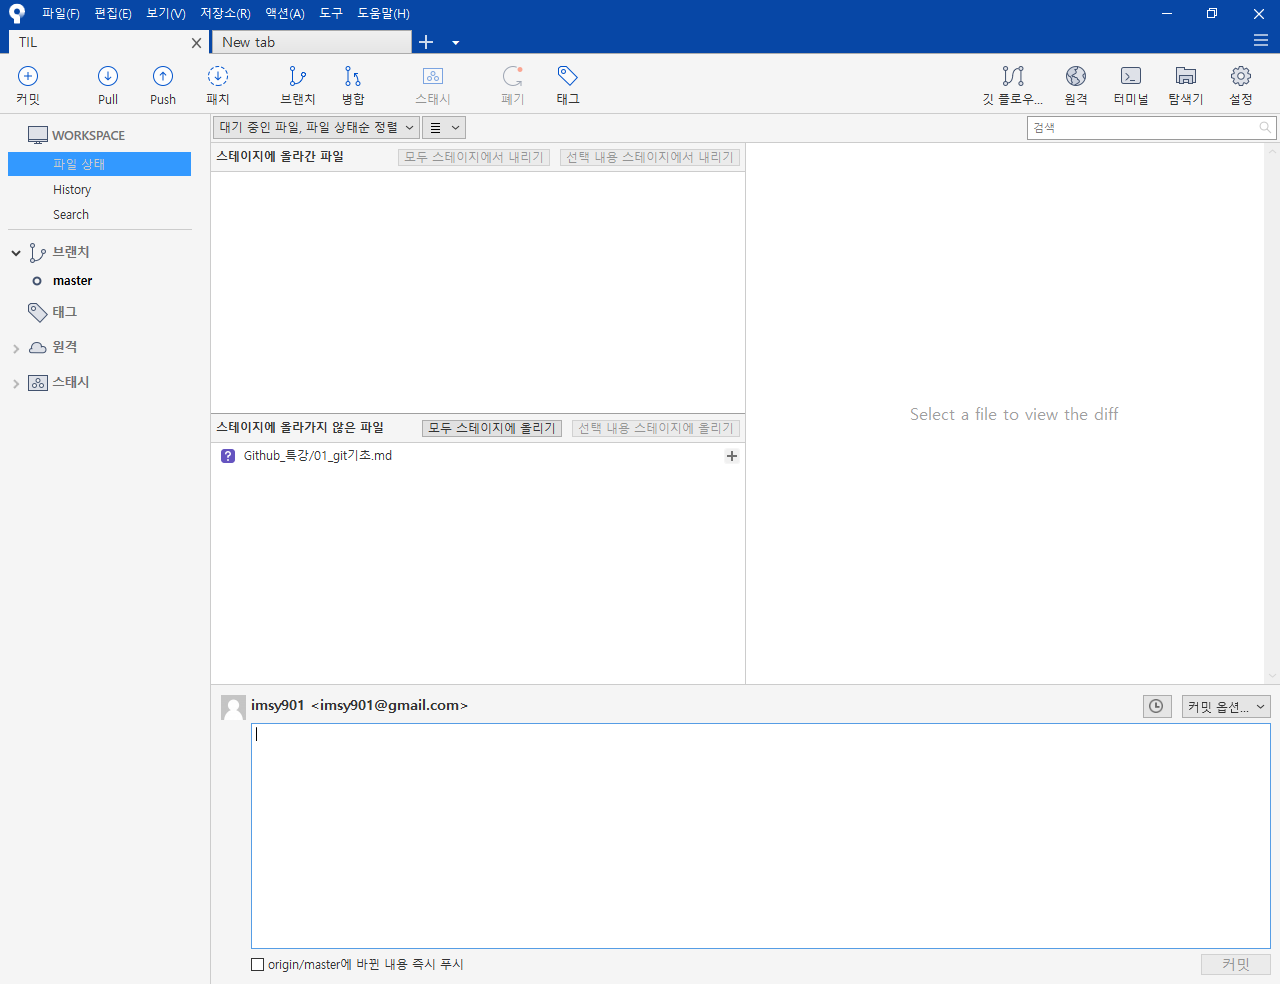 파일(F) 편집(E) 보기(V) 저장소(R) 액션(A) 도구 도움말(H)
TIL New tab
커밋 Pull Push 패치 브랜치 병합 스태시 폐기 태그 깃 플로우... 원격 터미널 탐색기 설정
WORKSPACE
파일 상태
History
Search
브랜치
master
태그
원격
스태시
대기 중인 파일, 파일 상태순 정렬
검색
스테이지에 올라간 파일 모두 스테이지에서 내리기 선택 내용 스테이지에서 내리기
Select a file to view the diff
스테이지에 올라가지 않은 파일 모두 스테이지에 올리기 선택 내용 스테이지에 올리기
Github_특강/01_git기초.md
imsy901 <imsy901@gmail.com> 커밋 옵션...
origin/master에 바뀐 내용 즉시 푸시 커밋